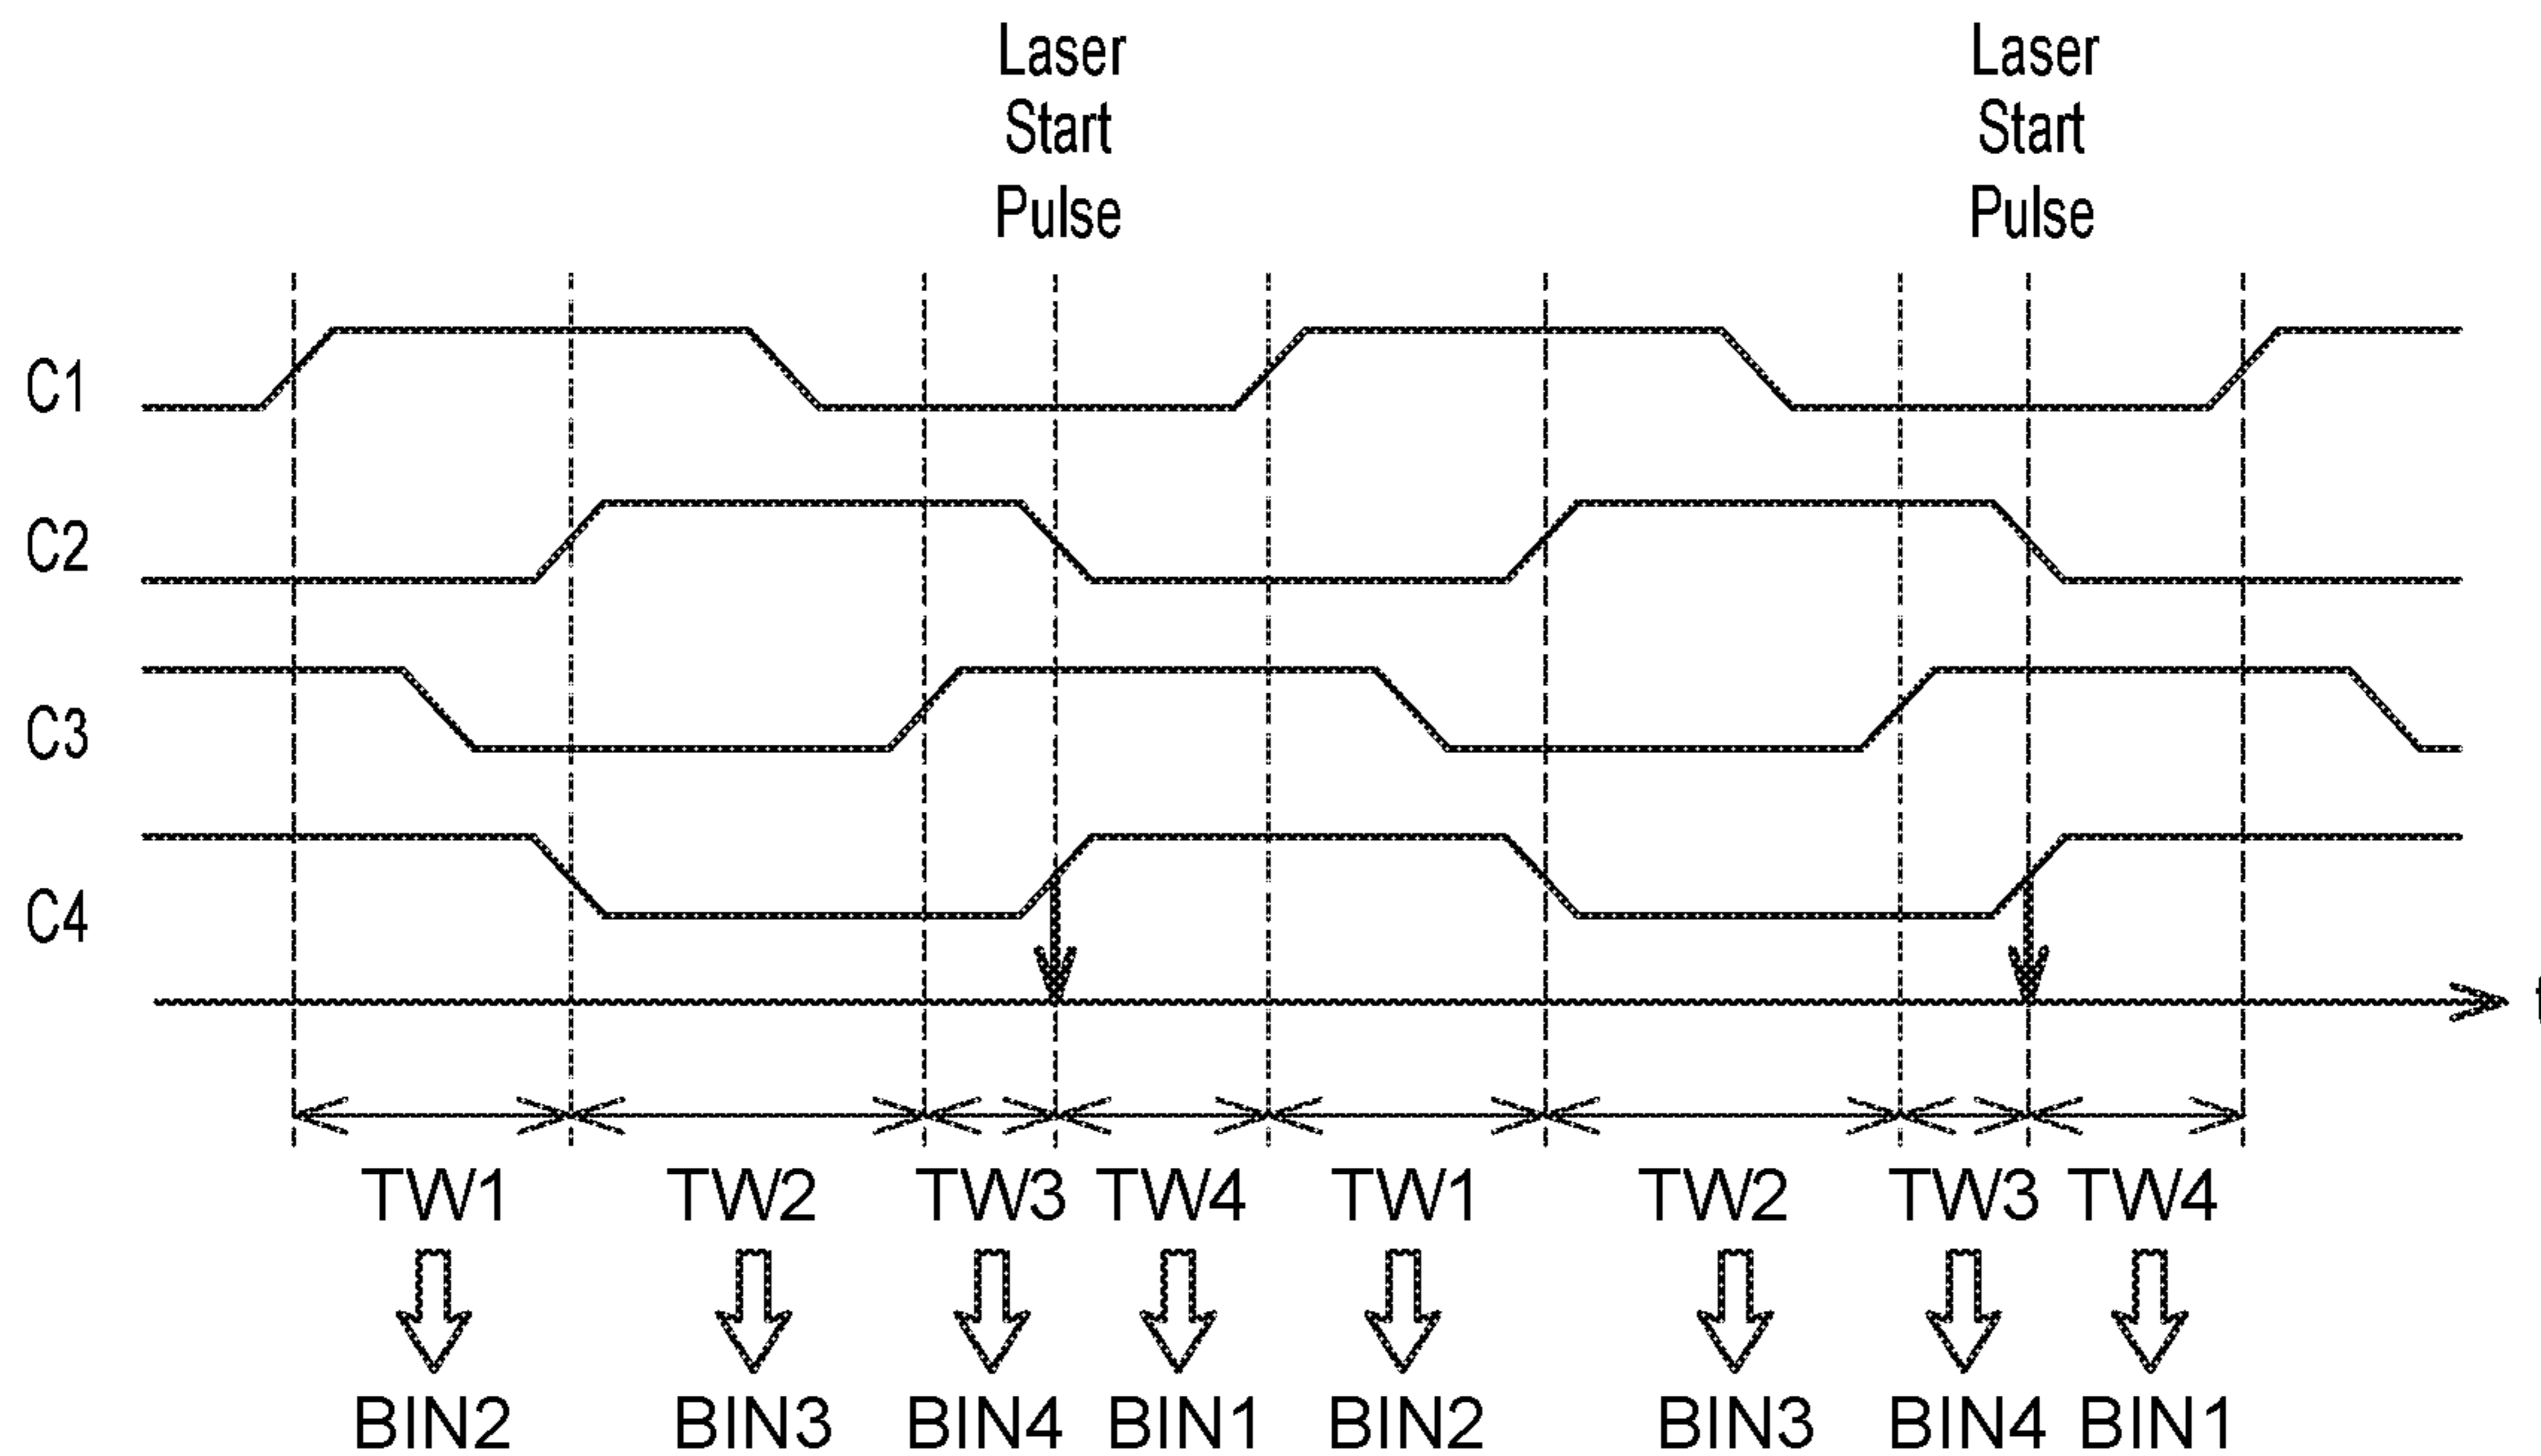 Laser Laser
Start Start
Pulse Pulse
C1
C2
C3
C4
t
TW1 TW2 TW3 TW4 TW1 TW2 TW3 TW4
BIN2 BIN3 BIN4 BIN1 BIN2 BIN3 BIN4 BIN1